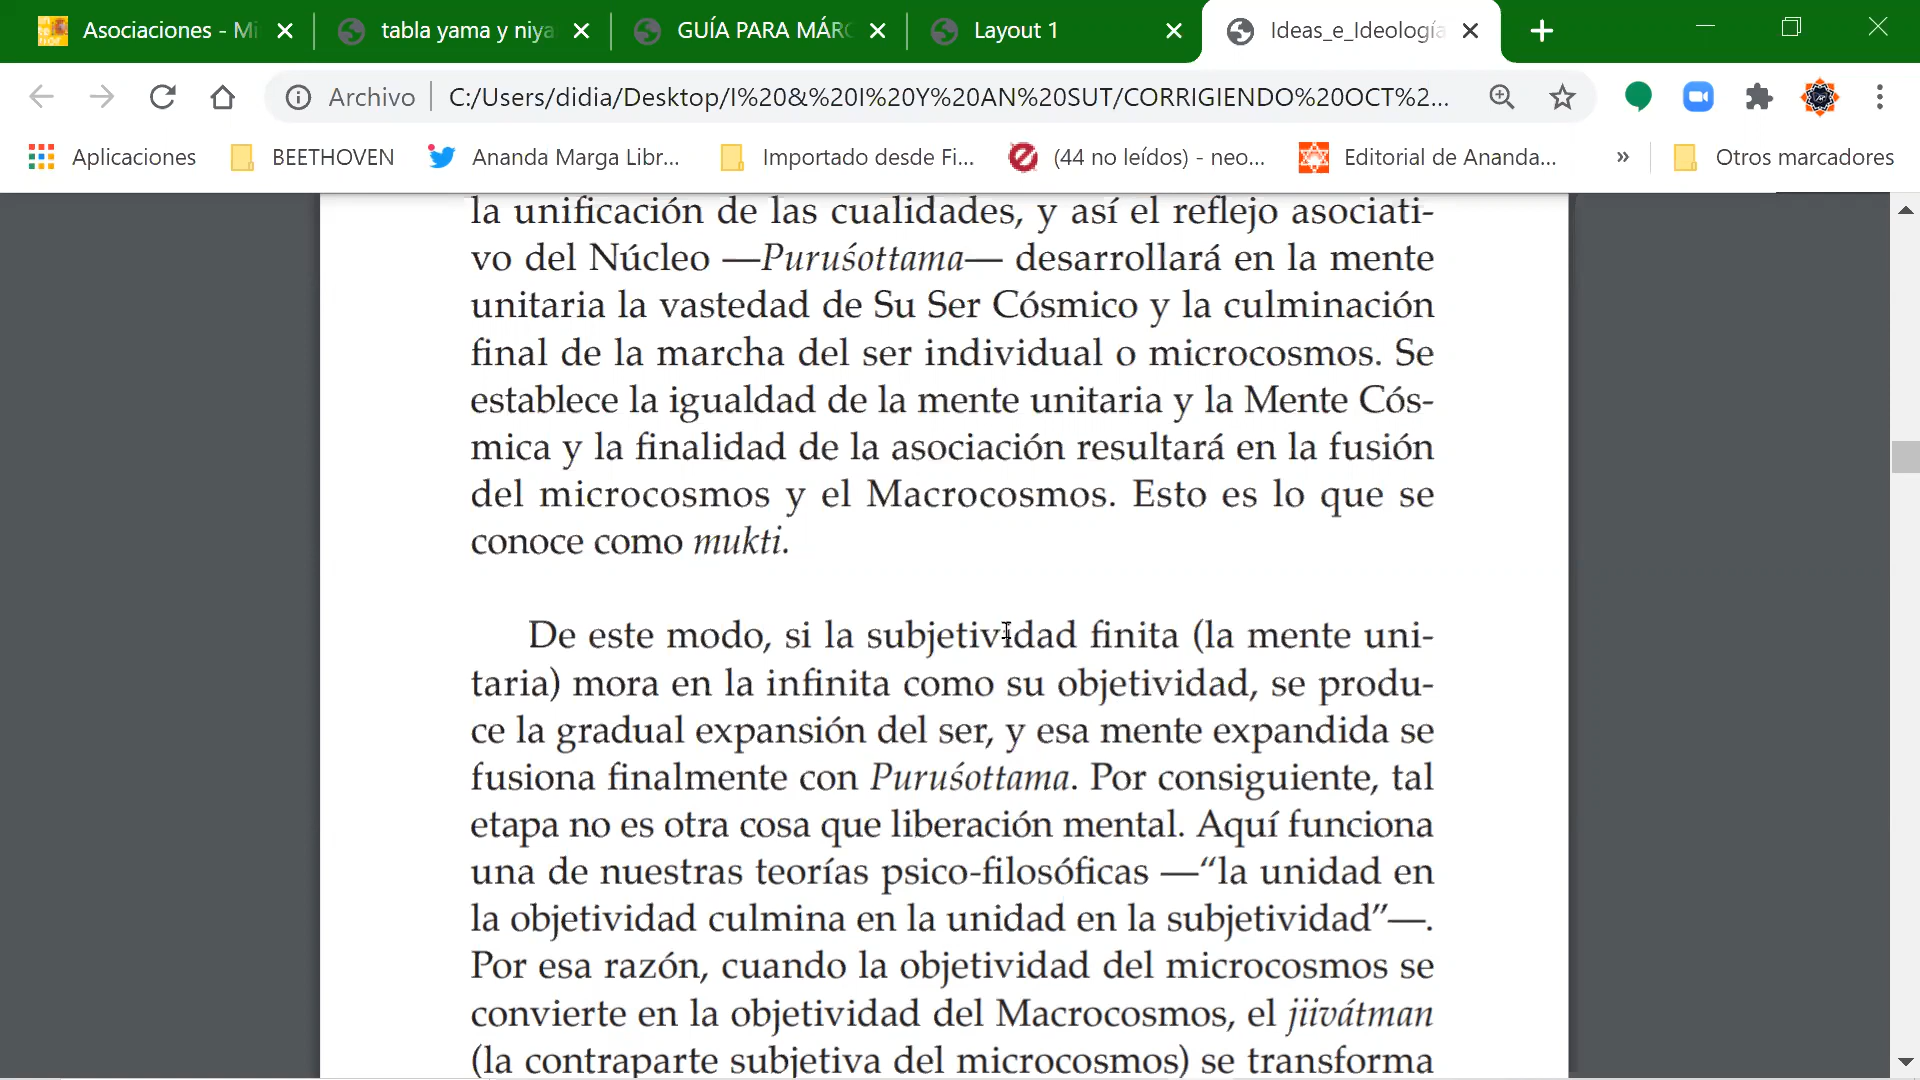 Asociaciones - Mi
tabla yama y niya
GUÍA PARA MÁRC
Layout 1
Ideas_e_Ideología
Archivo
C:/Users/didia/Desktop/I%20&%20I%20Y%20AN%20SUT/CORRIGIENDO%20OCT%2...
Aplicaciones
BEETHOVEN
Ananda Marga Libr...
Importado desde Fi...
(44 no leídos) - neo...
Editorial de Ananda...
»
Otros marcadores
la unificación de las cualidades, y así el reflejo asociati-
vo del Núcleo —Puruśottama— desarrollará en la mente
unitaria la vastedad de Su Ser Cósmico y la culminación
final de la marcha del ser individual o microcosmos. Se
establece la igualdad de la mente unitaria y la Mente Cós-
mica y la finalidad de la asociación resultará en la fusión
del microcosmos y el Macrocosmos. Esto es lo que se
conoce como mukti.
De este modo, si la subjetividad finita (la mente uni-
taria) mora en la infinita como su objetividad, se produ-
ce la gradual expansión del ser, y esa mente expandida se
fusiona finalmente con Puruśottama. Por consiguiente, tal
etapa no es otra cosa que liberación mental. Aquí funciona
una de nuestras teorías psico-filosóficas —“la unidad en
la objetividad culmina en la unidad en la subjetividad”—.
Por esa razón, cuando la objetividad del microcosmos se
convierte en la objetividad del Macrocosmos, el jiivátman
(la contraparte subjetiva del microcosmos) se transforma